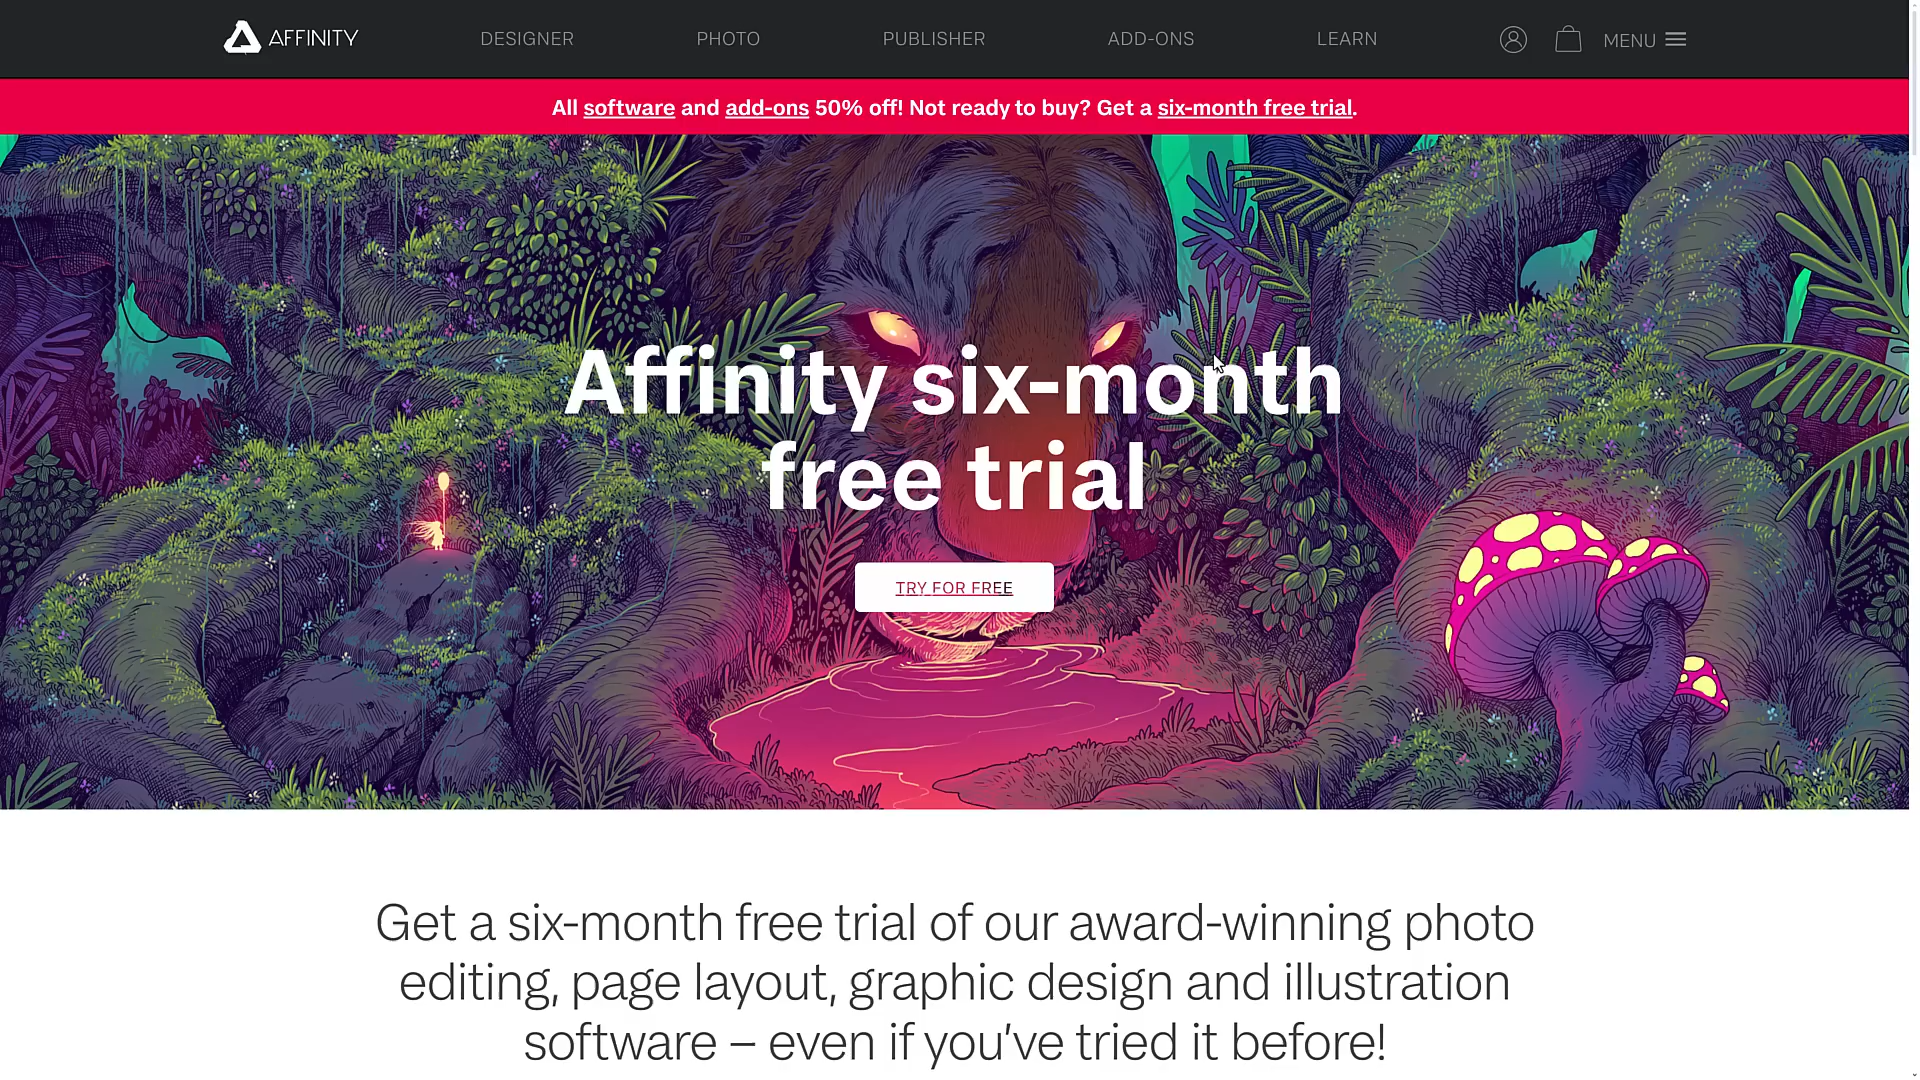 AFFINITY
DESIGNER
PHOTO
PUBLISHER
ADD-ONS
LEARN
MENU
All software and add-ons 50% off! Not ready to buy? Get a six-month free trial.
Affinity six-month
free trial
TRY FOR FREE
Get a six-month free trial of our award-winning photo
editing, page layout, graphic design and illustration
software – even if you’ve tried it before!